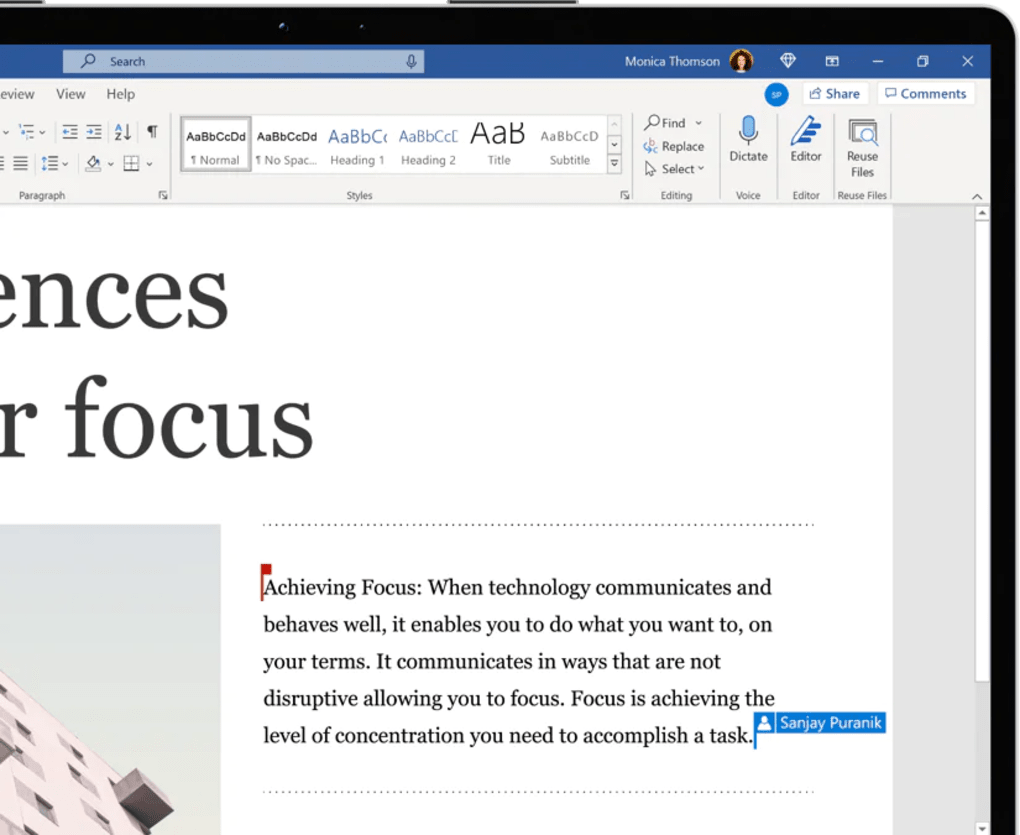 Search
Monica Thomson
eview View Help
SP
Share
Comments
AaBbCcDd AaBbCcDd AaBbCc AaBbCcD AaB AaBbCcD
¶ Normal ¶ No Spac... Heading 1 Heading 2 Title Subtitle
Find
Replace
Select
Dictate
Editor
Reuse
Files
Paragraph
Styles
Editing
Voice
Editor
Reuse Files
ences
r focus
Achieving Focus: When technology communicates and
behaves well, it enables you to do what you want to, on
your terms. It communicates in ways that are not
disruptive allowing you to focus. Focus is achieving the
level of concentration you need to accomplish a task.
Sanjay Puranik